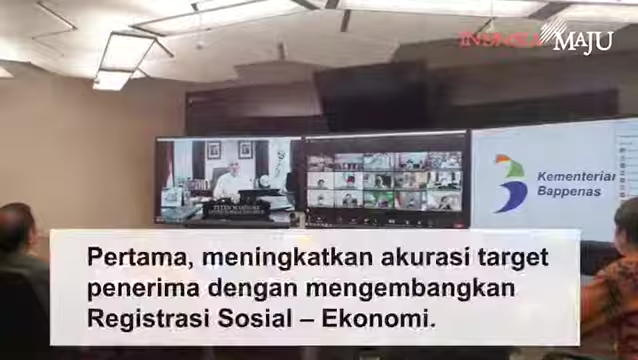 INDONESIA MAJU
Kementerian
Bappenas
Pertama, meningkatkan akurasi target
penerima dengan mengembangkan
Registrasi Sosial – Ekonomi.